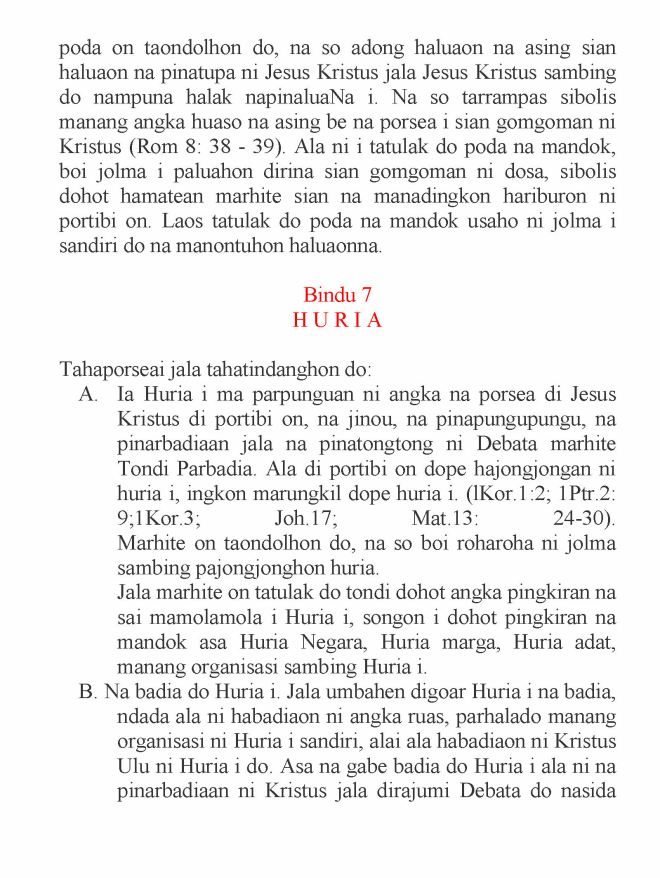 poda on taondolhon do, na so adong haluaon na asing sian
haluaon na pinatupa ni Jesus Kristus jala Jesus Kristus sambing
do nampuna halak napinaluaNa i. Na so tarrampas sibolis
manang angka huaso na asing be na porsea i sian gomgoman ni
Kristus (Rom 8: 38 - 39). Ala ni i tatulak do poda na mandok,
boi jolma i paluahon dirina sian gomgoman ni dosa, sibolis
dohot hamatean marhite sian na manadingkon hariburon ni
portibi on. Laos tatulak do poda na mandok usaho ni jolma i
sandiri do na manontuhon haluaonna.
Bindu 7
H U R I A
Tahaporseai jala tahatindanghon do:
A. Ia Huria i ma parpunguan ni angka na porsea di Jesus
Kristus di portibi on, na jinou, na pinapungupungu, na
pinarbadiaan jala na pinatongtong ni Debata marhite
Tondi Parbadia. Ala di portibi on dope hajongjongan ni
huria i, ingkon marungkil dope huria i. (lKor.1:2; 1Ptr.2:
9;1Kor.3; Joh.17; Mat.13: 24-30).
Marhite on taondolhon do, na so boi roharoha ni jolma
sambing pajongjonghon huria.
Jala marhite on tatulak do tondi dohot angka pingkiran na
sai mamolamola i Huria i, songon i dohot pingkiran na
mandok asa Huria Negara, Huria marga, Huria adat,
manang organisasi sambing Huria i.
B. Na badia do Huria i. Jala umbahen digoar Huria i na badia,
ndada ala ni habadiaon ni angka ruas, parhalado manang
organisasi ni Huria i sandiri, alai ala habadiaon ni Kristus
Ulu ni Huria i do. Asa na gabe badia do Huria i ala ni na
pinarbadiaan ni Kristus jala dirajumi Debata do nasida